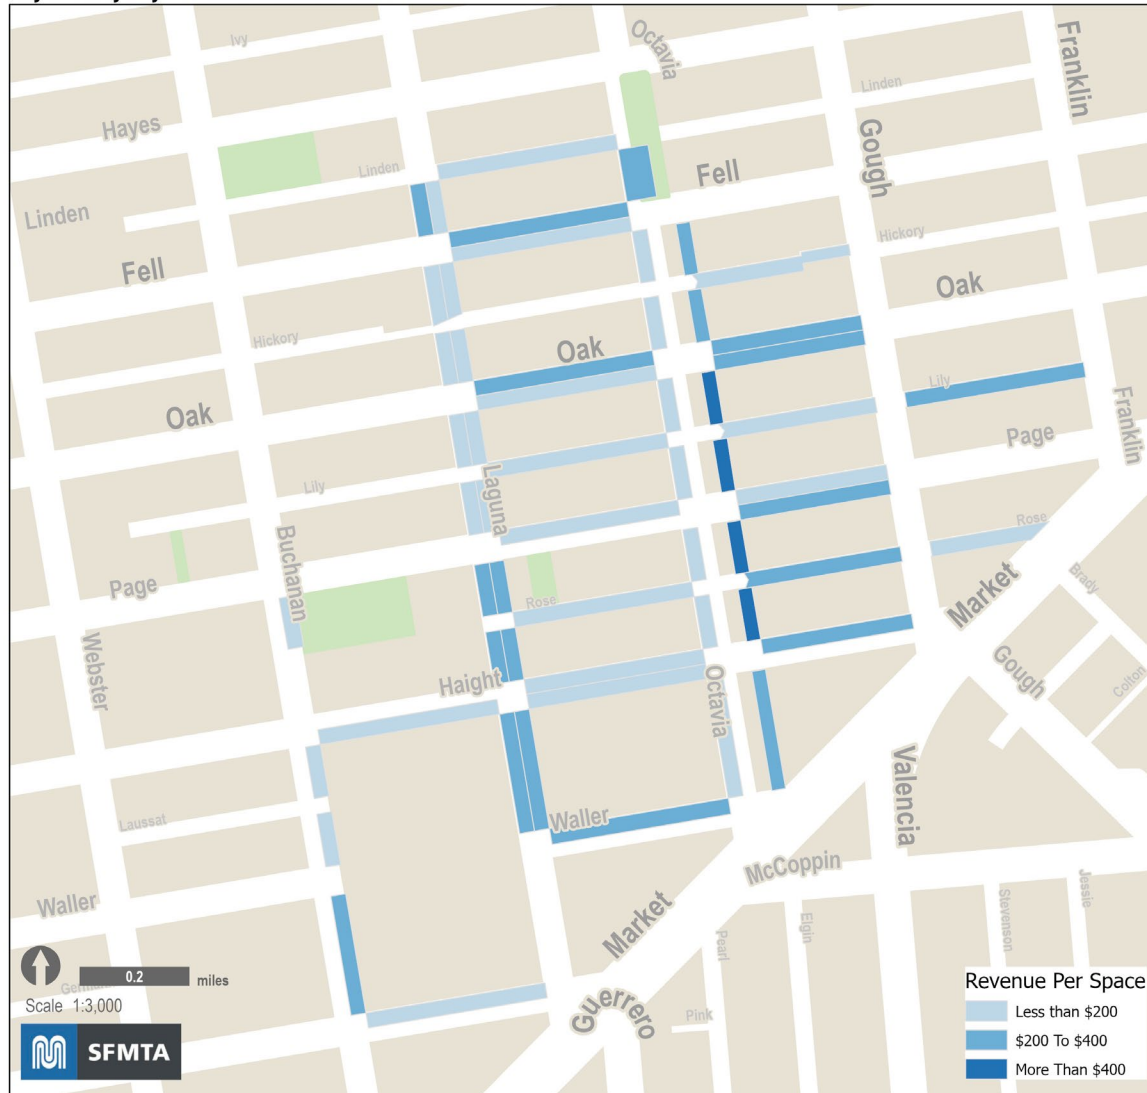 Ivy
Octavia
Franklin
Linden
Hayes
Gough
Linden
Fell
Linden
Hickory
Fell
Oak
Hickory
Oak
Lily
Oak
Franklin
Page
Laguna
Lily
Rose
Buchanan
Brady
Page
Market
Rose
Webster
Gough
Haight
Colton
Octavia
Valencia
Waller
Laussat
McCoppin
Jessie
Waller
Stevenson
Elgin
Market
Pearl
0.2 miles
Scale 1:3,000
Guerrero
Pink
SFMTA
Revenue Per Space
Less than $200
$200 To $400
More Than $400